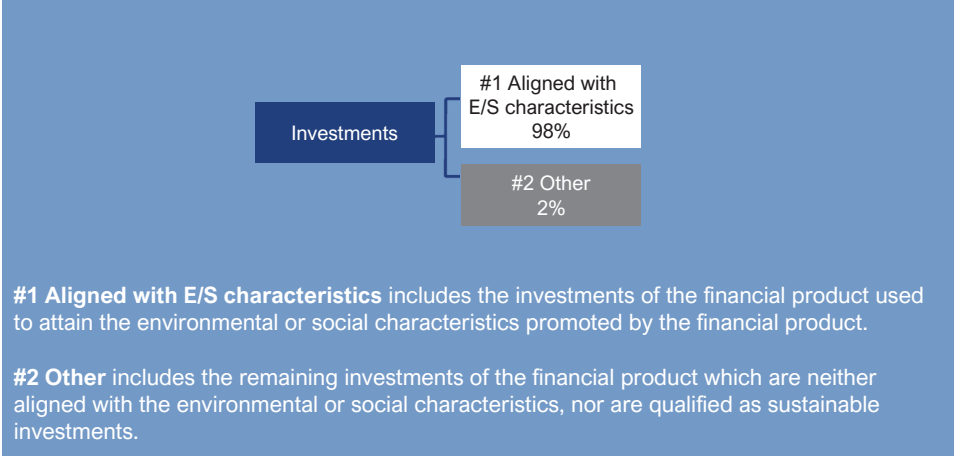 #1 Aligned with
E/S characteristics
98%
Investments
#2 Other
2%
#1 Aligned with E/S characteristics includes the investments of the financial product used
to attain the environmental or social characteristics promoted by the financial product.
#2 Other includes the remaining investments of the financial product which are neither
aligned with the environmental or social characteristics, nor are qualified as sustainable
investments.